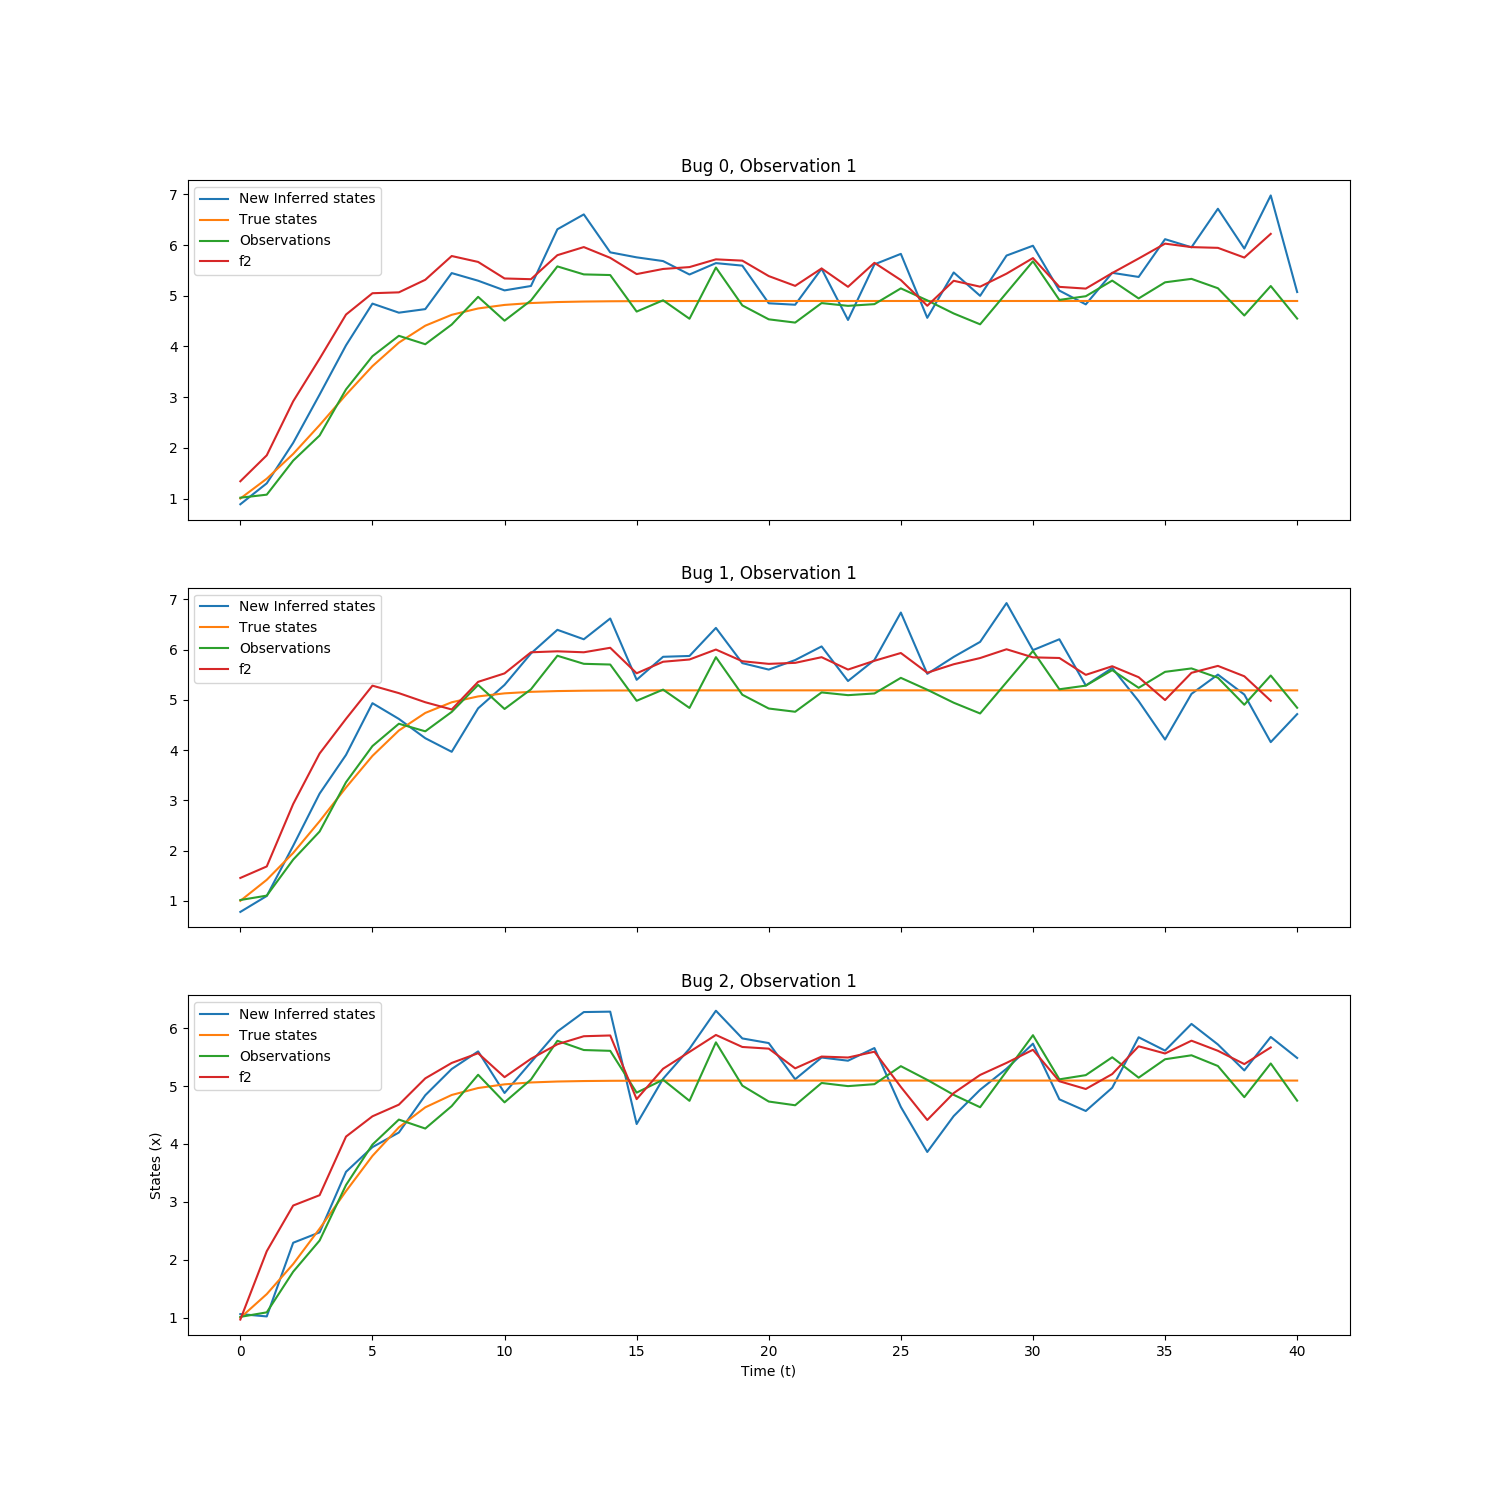 Bug 0, Observation 1
7
6
5
4
3
2
1
New Inferred states
True states
Observations
f2
Bug 1, Observation 1
7
6
5
4
3
2
1
New Inferred states
True states
Observations
f2
Bug 2, Observation 1
6
5
4
3
2
1
New Inferred states
True states
Observations
f2
States (x)
0 5 10 15 20 25 30 35 40
Time (t)